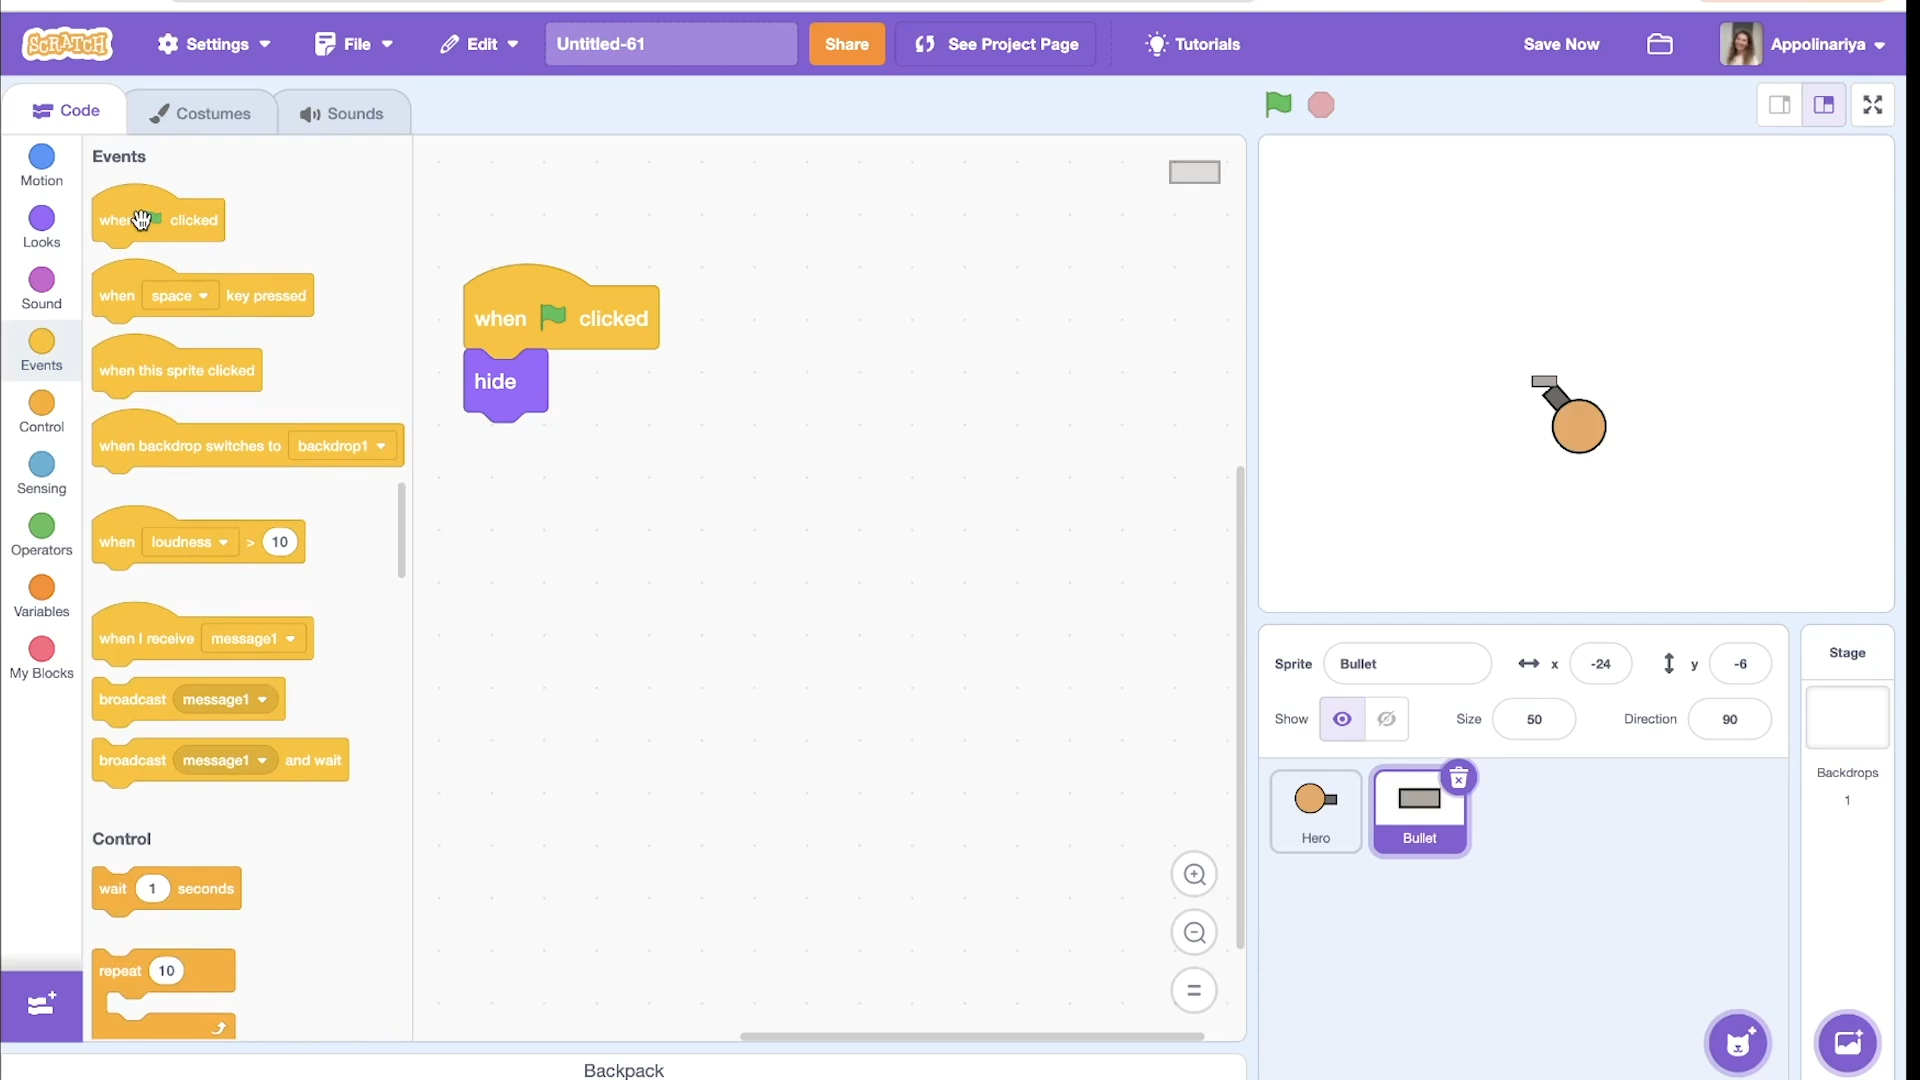 SCRATCH Settings File Edit Untitled-61 Share See Project Page Tutorials Save Now Appolinariya
Code Costumes Sounds
Motion
Looks
Sound
Events
Control
Sensing
Operators
Variables
My Blocks
Events
when clicked
when space key pressed
when this sprite clicked
when backdrop switches to backdrop1
when loudness > 10
when I receive message1
broadcast message1
broadcast message1 and wait
Control
wait 1 seconds
repeat 10
when clicked
hide
Sprite Bullet x -24 y -6
Show Size 50 Direction 90
Hero
Bullet
Stage
Backdrops
1
Backpack